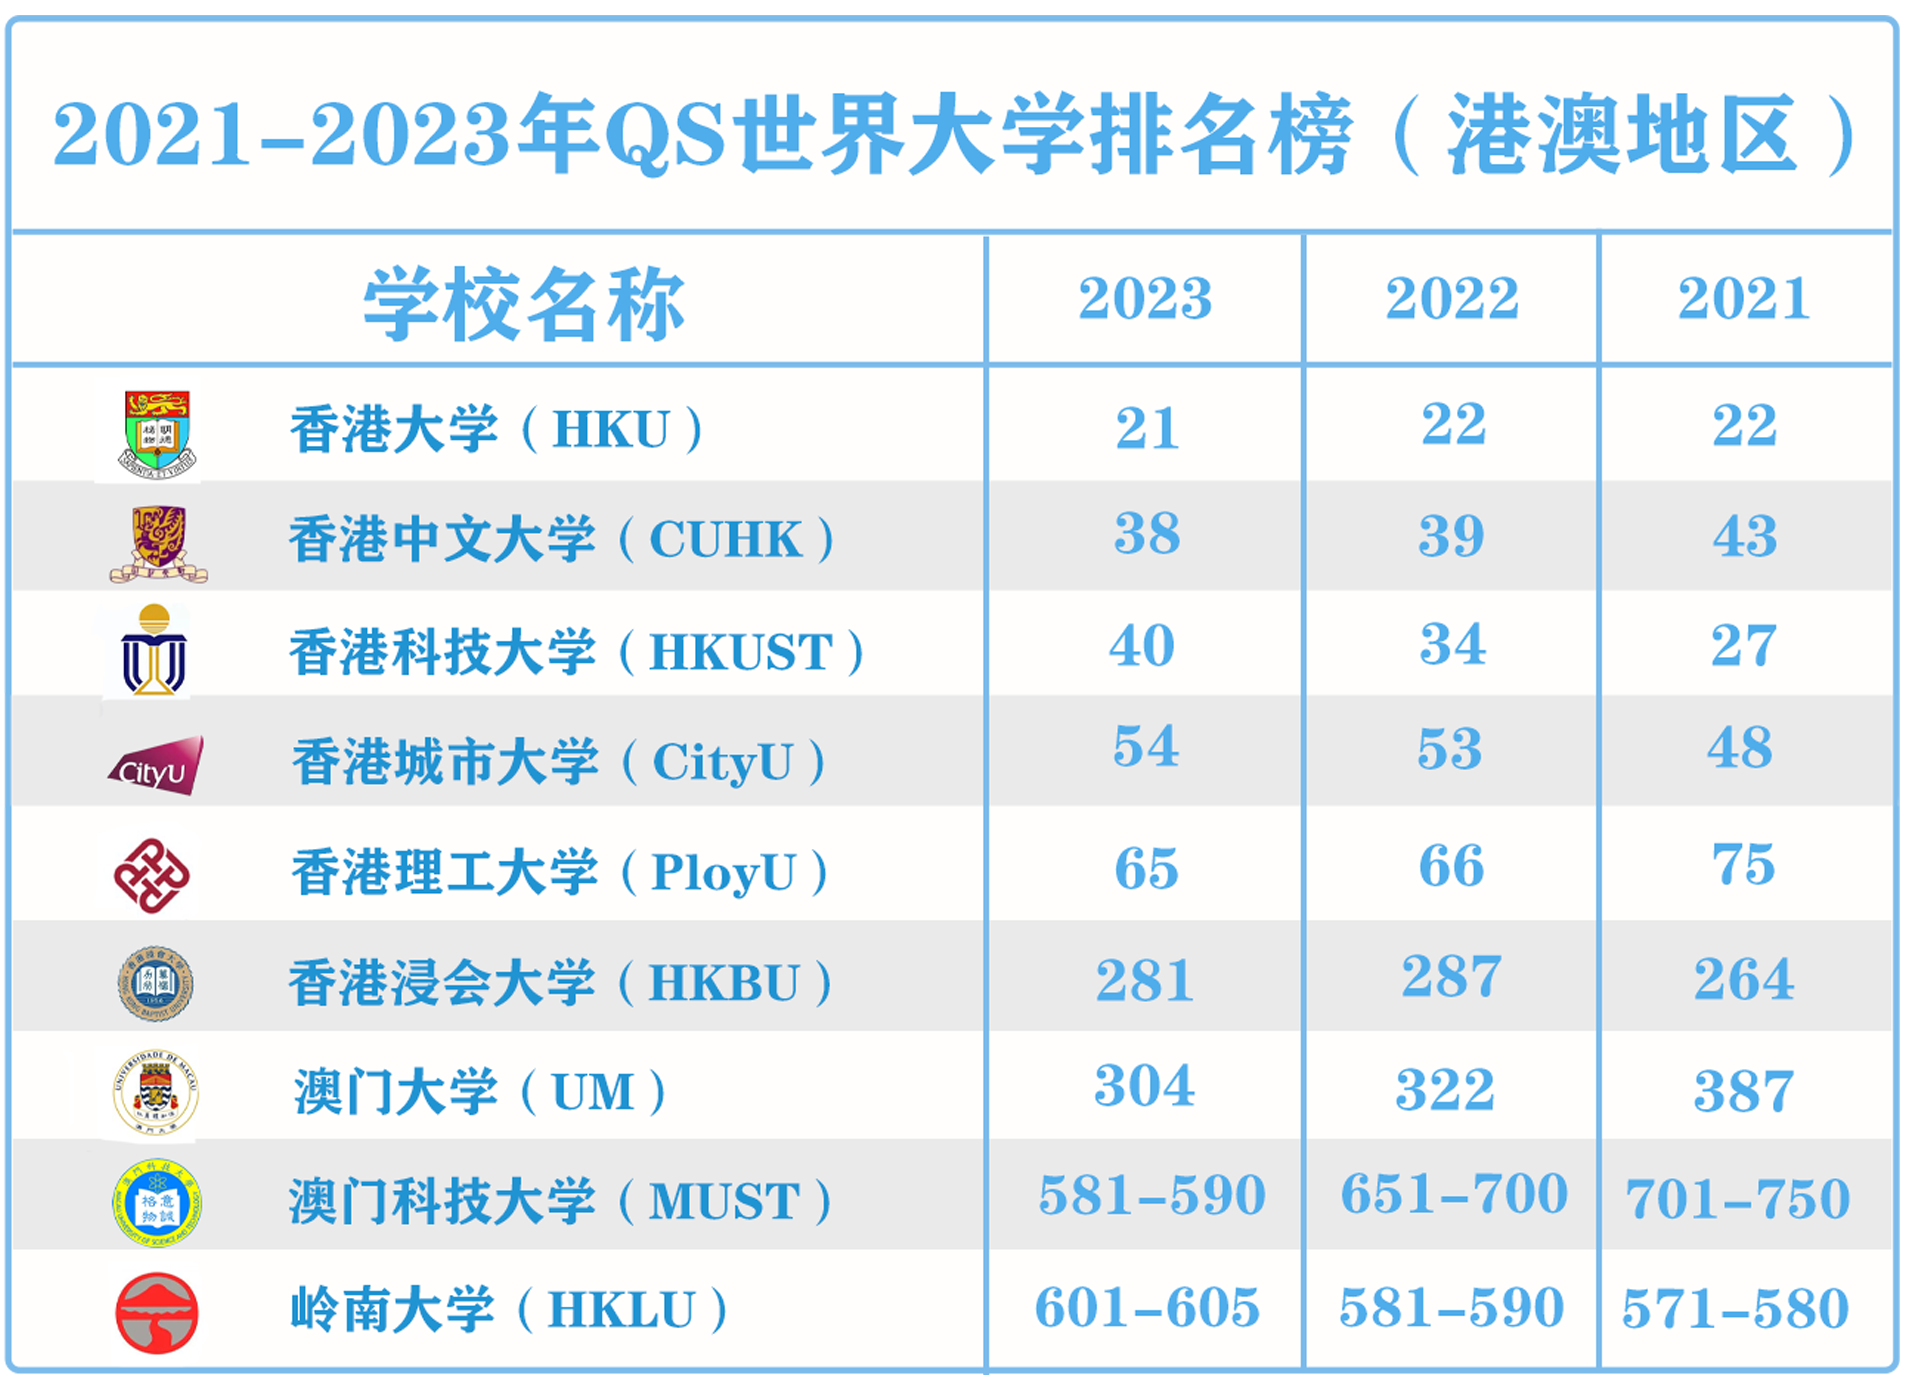 2021-2023年QS世界大学排名榜（港澳地区）
学校名称 2023 2022 2021
香港大学（HKU） 21 22 22
香港中文大学（CUHK） 38 39 43
香港科技大学（HKUST） 40 34 27
CityU 香港城市大学（CityU） 54 53 48
香港理工大学（PloyU） 65 66 75
香港浸会大学（HKBU） 281 287 264
澳门大学（UM） 304 322 387
澳门科技大学（MUST） 581-590 651-700 701-750
岭南大学（HKLU） 601-605 581-590 571-580